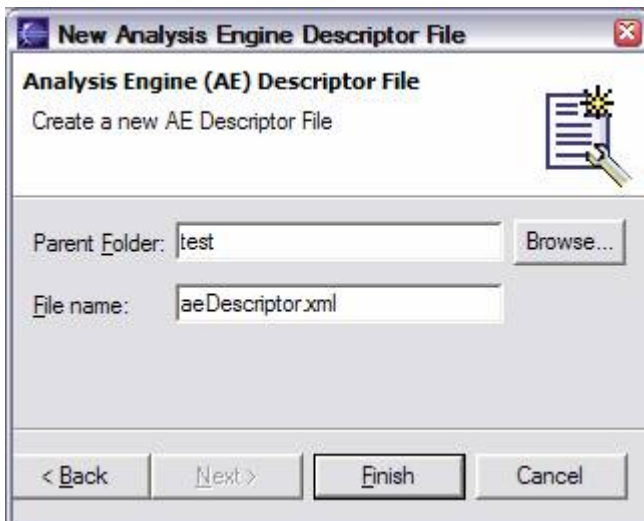 New Analysis Engine Descriptor File
Analysis Engine (AE) Descriptor File
Create a new AE Descriptor File
Parent Folder: test Browse...
File name: aeDescriptor.xml
< Back Next > Finish Cancel